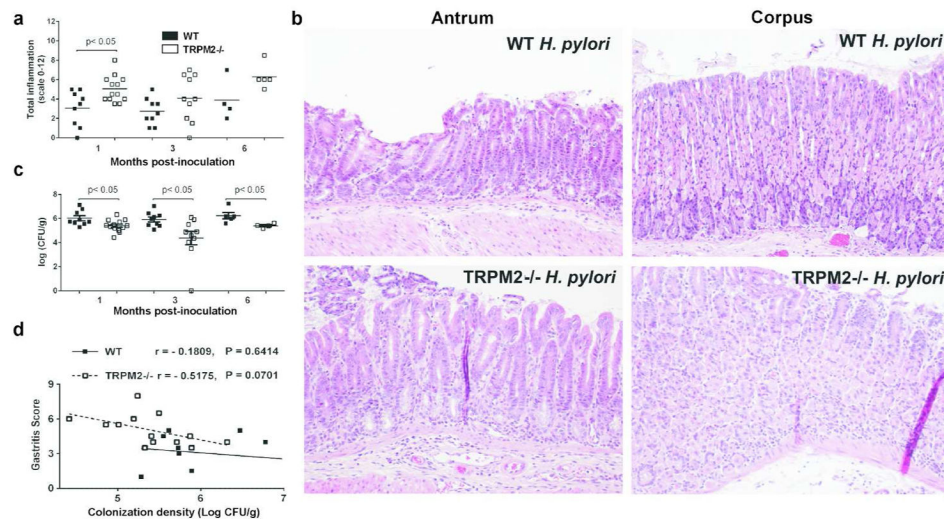 a
WT
TRPM2-/-
p< 0.05
Total inflammation
(scale 0-12)
12
10
8
6
4
2
0
1
3
6
Months post-inoculation
c
p< 0.05
p< 0.05
p< 0.05
log (CFU/g)
8
6
4
2
0
1
3
6
Months post-inoculation
d
WT r = - 0.1809, P = 0.6414
TRPM2-/- r = - 0.5175, P = 0.0701
Gastritis Score
9
6
3
0
5
6
7
Colonization density (Log CFU/g)
b
Antrum
Corpus
WT H. pylori
WT H. pylori
TRPM2-/- H. pylori
TRPM2-/- H. pylori